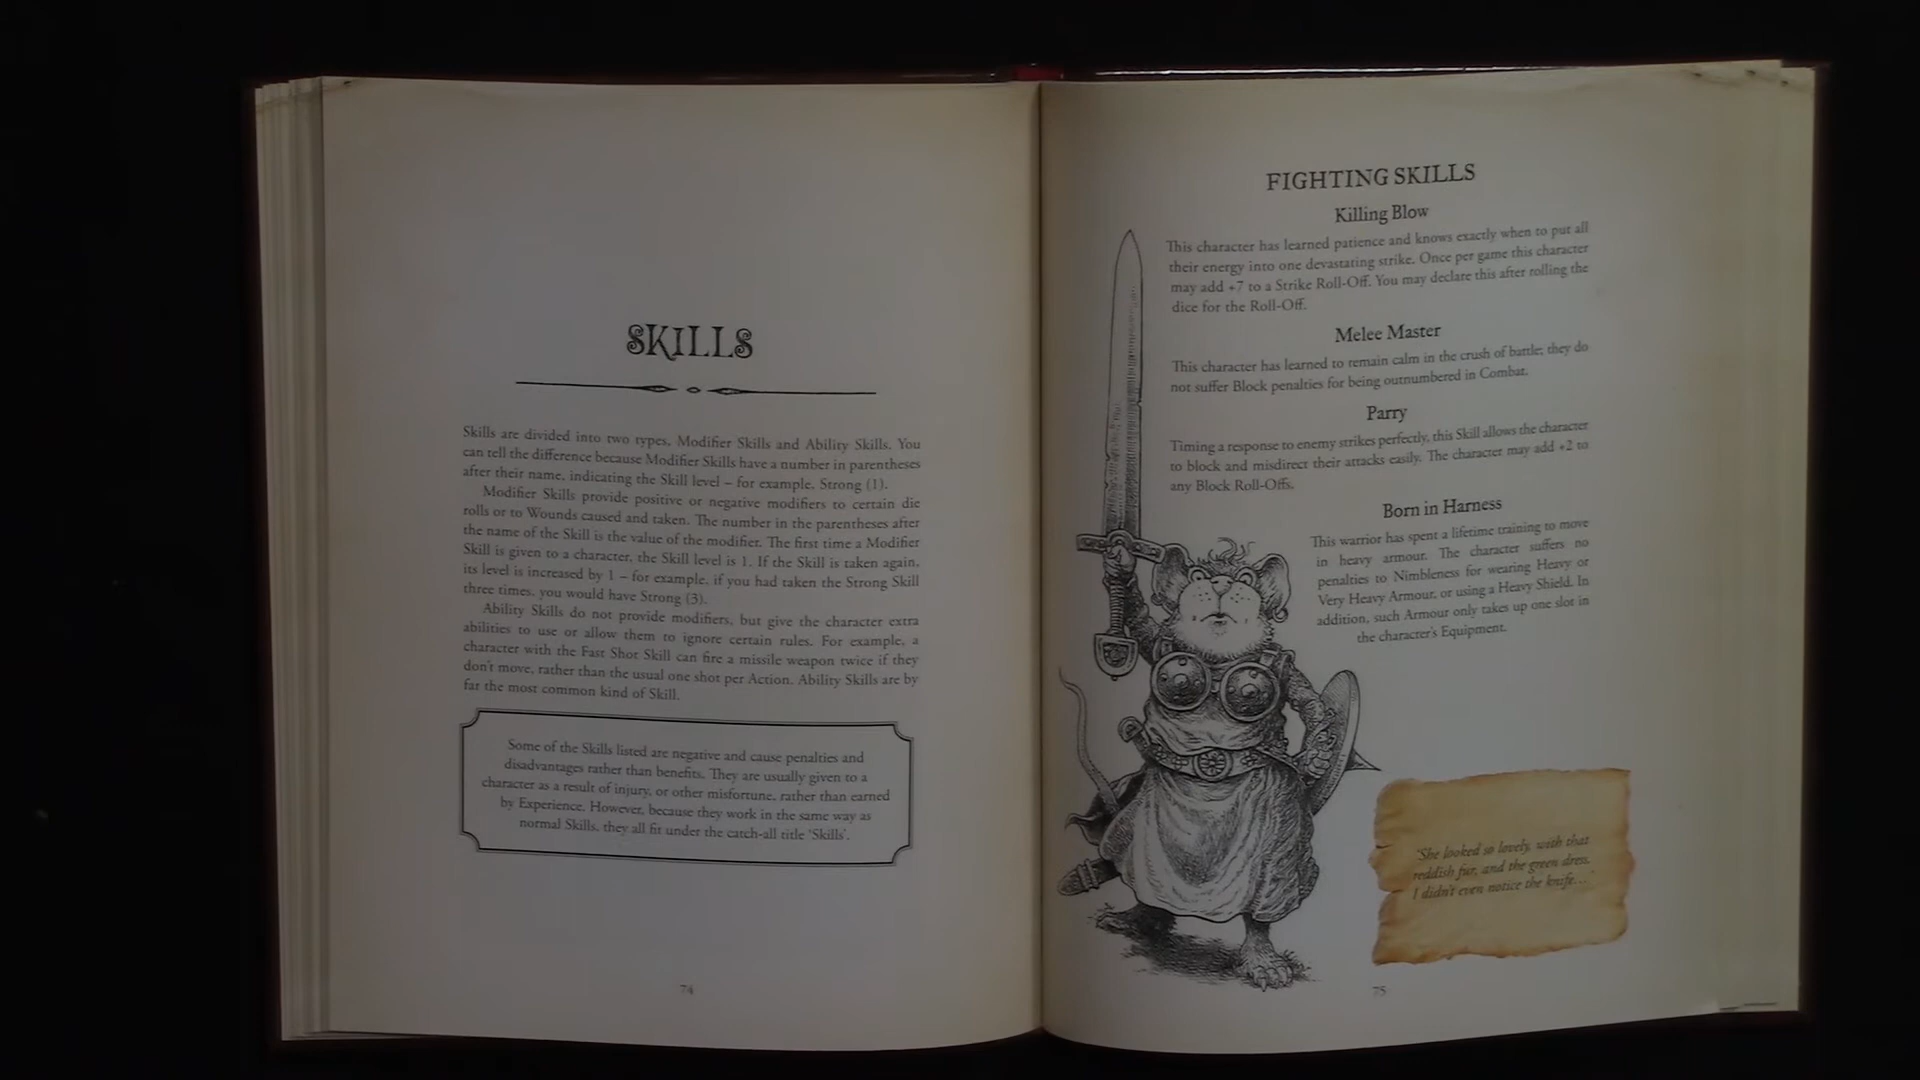 SKILLS
Skills are divided into two types, Modifier Skills and Ability Skills. You
can tell the difference because Modifier Skills have a number in parentheses
after their name, indicating the Skill level – for example, Strong (1).
Modifier Skills provide positive or negative modifiers to certain die
rolls or to Wounds caused and taken. The number in the parentheses after
the name of the Skill is the value of the modifier. The first time a Modifier
Skill is given to a character, the Skill level is 1. If the Skill is taken again,
its level is increased by 1 – for example, if you had taken the Strong Skill
three times, you would have Strong (3).
Ability Skills do not provide modifiers, but give the character extra
abilities to use or allow them to ignore certain rules. For example, a
character with the Fast Shot Skill can fire a missile weapon twice if they
don't move, rather than the usual one shot per Action. Ability Skills are by
far the most common kind of Skill.
Some of the Skills listed are negative and cause penalties and
disadvantages rather than benefits. They are usually given to a
character as a result of injury, or other misfortune, rather than earned
by Experience. However, because they work in the same way as
normal Skills, they all fit under the catch-all title 'Skills'.
74
FIGHTING SKILLS
Killing Blow
This character has learned patience and knows exactly when to put all
their energy into one devastating strike. Once per game this character
may add +7 to a Strike Roll-Off. You may declare this after rolling the
dice for the Roll-Off.
Melee Master
This character has learned to remain calm in the crush of battle; they do
not suffer Block penalties for being outnumbered in Combat.
Parry
Timing a response to enemy strikes perfectly, this Skill allows the character
to block and misdirect their attacks easily. The character may add +2 to
any Block Roll-Offs.
Born in Harness
This warrior has spent a lifetime training to move
in heavy armour. The character suffers no
penalties to Nimbleness for wearing Heavy or
Very Heavy Armour, or using a Heavy Shield. In
addition, such Armour only takes up one slot in
the character's Equipment.
'She looked so lovely, with that
reddish fur, and the green dress.
I didn't even notice the knife…'
75